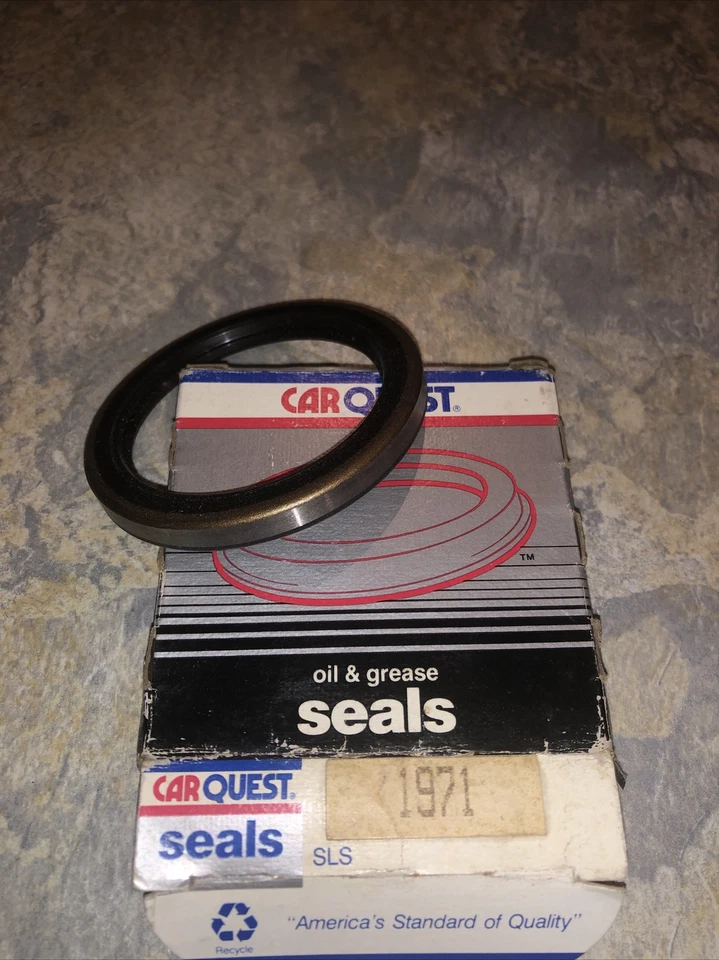 CARQUEST®
TM
oil & grease
seals
CARQUEST®
seals
1971
SLS
Recycle
"America's Standard of Quality"